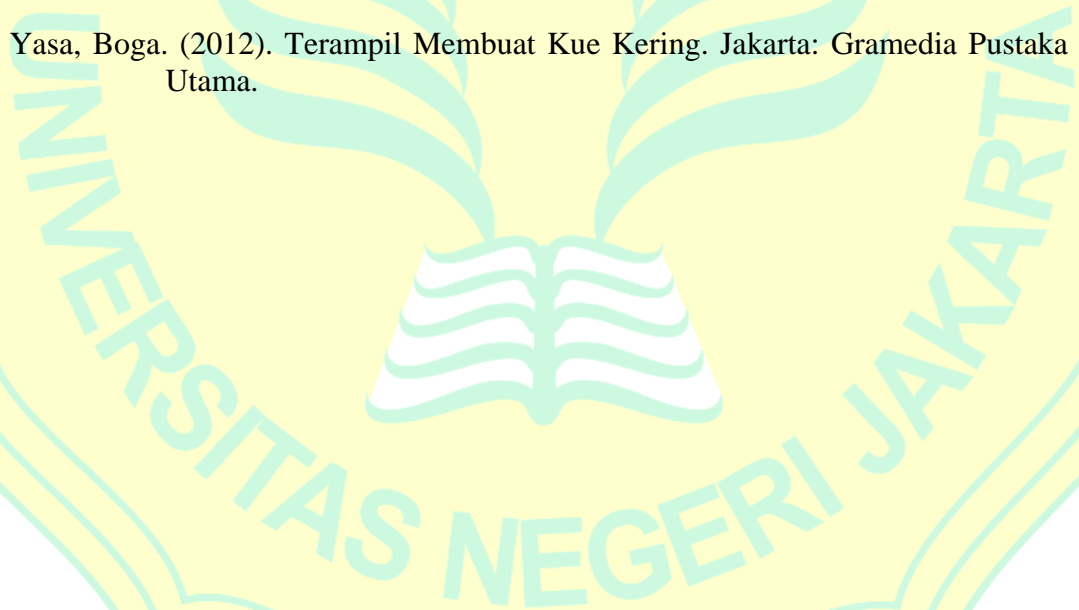 Yasa, Boga. (2012). Terampil Membuat Kue Kering. Jakarta: Gramedia Pustaka
Utama.
UNIVERSITAS NEGERI JAKARTA